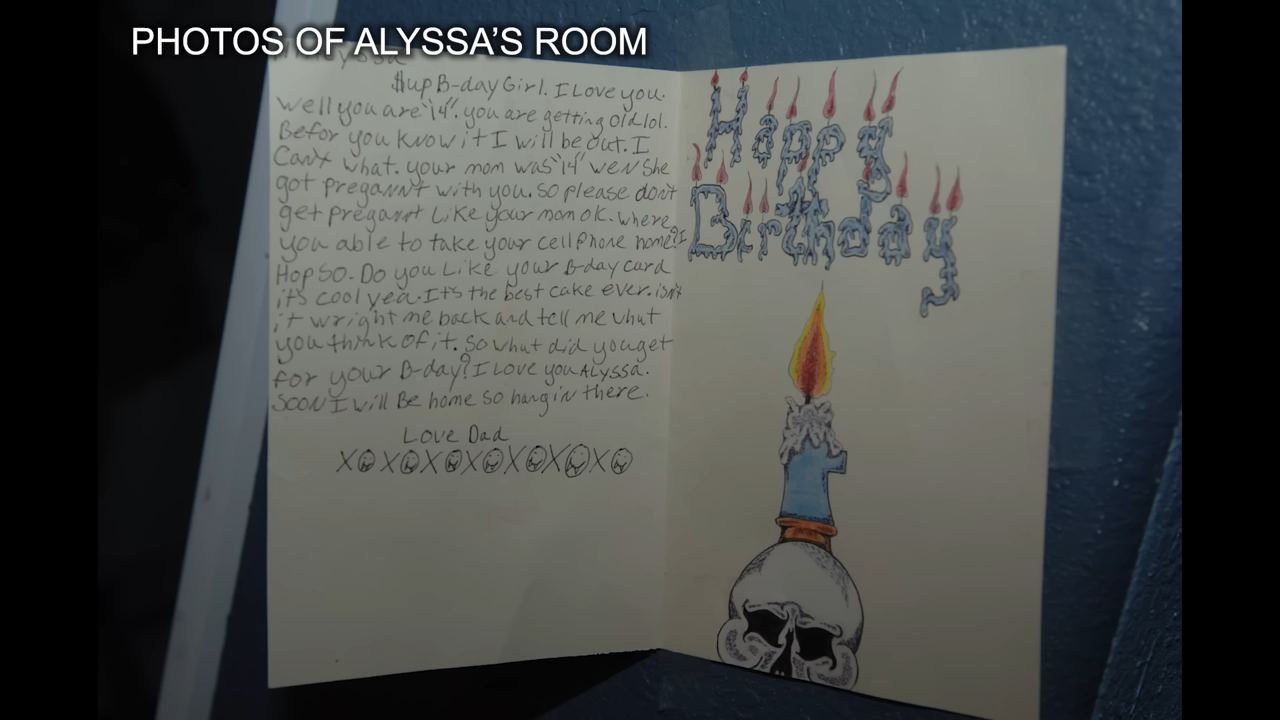 PHOTOS OF ALYSSA'S ROOM
Alyssa
$up B-day Girl. I Love you.
well you are "14". you are getting old lol.
Befor you know it I will be out. I
Can't what. your mom was "14" wen she
got pregannt with you. so please don't
get pregannt Like your mom ok. where
you able to take your cellphone home? I
Hop so. Do you Like your B-day card
it's cool yea. It's the best cake ever. isn't
it wright me back and tell me what
you think of it. so what did you get
for your B-day? I Love you ALYSSA.
SOON I will Be home so hang in there.
Love Dad
XOXOXOXOXOXOXO
Happy
Birthday